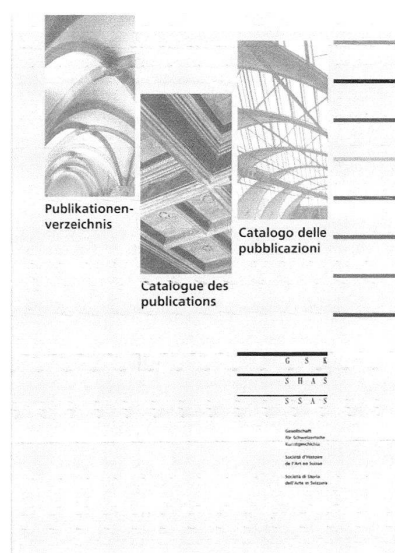 Publikationen-
verzeichnis
Catalogue des
publications
Catalogo delle
pubblicazioni
G S K
S H A S
S S A S
Gesellschaft
für Schweizerische
Kunstgeschichte
Société d'Histoire
de l'Art en Suisse
Società di Storia
dell'Arte in Svizzera